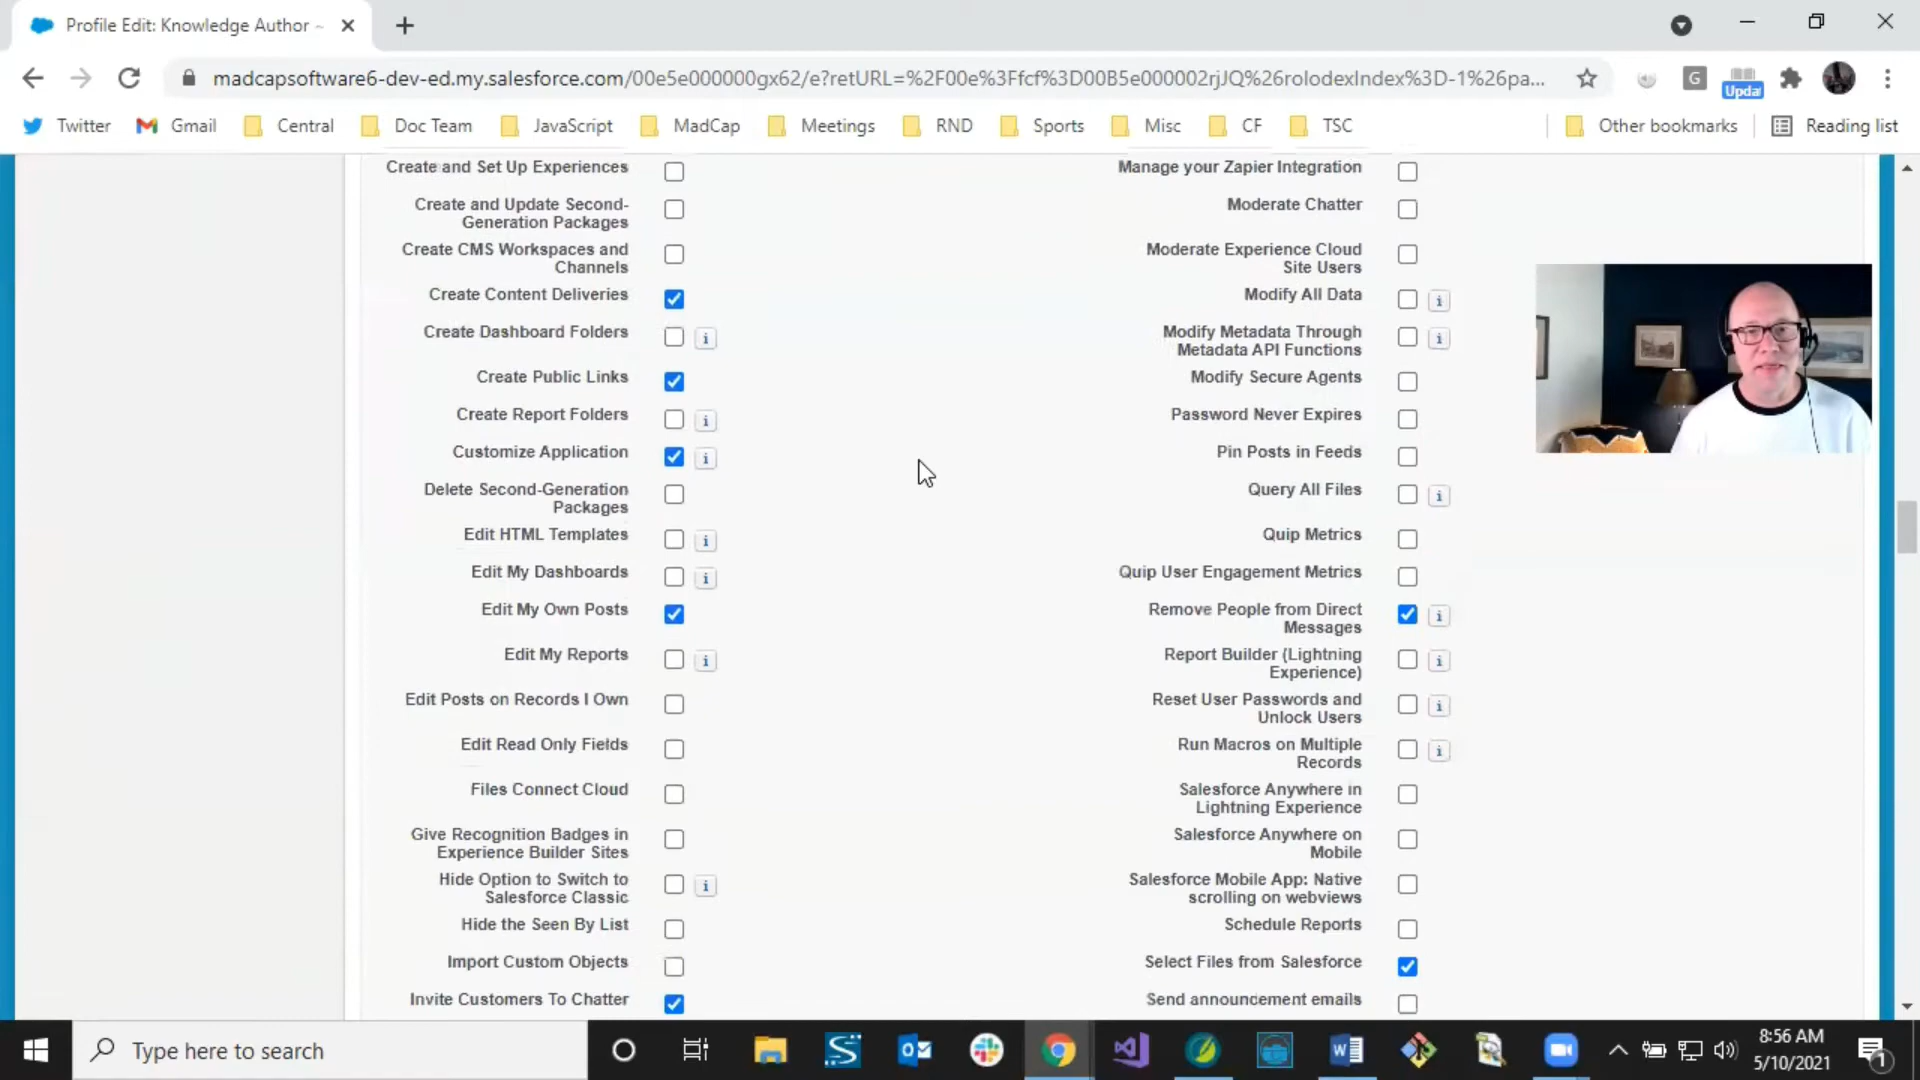 Profile Edit: Knowledge Author ~
madcapsoftware6-dev-ed.my.salesforce.com/00e5e000000gx62/e?retURL=%2F00e%3Ffcf%3D00B5e000002rjJQ%26rolodexIndex%3D-1%26pa...
G
Updat
Twitter
Gmail
Central
Doc Team
JavaScript
MadCap
Meetings
RND
Sports
Misc
CF
TSC
Other bookmarks
Reading list
Create and Set Up Experiences
Create and Update Second-
Generation Packages
Create CMS Workspaces and
Channels
Create Content Deliveries
Create Dashboard Folders
i
Create Public Links
Create Report Folders
i
Customize Application
i
Delete Second-Generation
Packages
Edit HTML Templates
i
Edit My Dashboards
i
Edit My Own Posts
Edit My Reports
i
Edit Posts on Records I Own
Edit Read Only Fields
Files Connect Cloud
Give Recognition Badges in
Experience Builder Sites
Hide Option to Switch to
Salesforce Classic
i
Hide the Seen By List
Import Custom Objects
Invite Customers To Chatter
Manage your Zapier Integration
Moderate Chatter
Moderate Experience Cloud
Site Users
Modify All Data
i
Modify Metadata Through
Metadata API Functions
i
Modify Secure Agents
Password Never Expires
Pin Posts in Feeds
Query All Files
i
Quip Metrics
Quip User Engagement Metrics
Remove People from Direct
Messages
i
Report Builder (Lightning
Experience)
i
Reset User Passwords and
Unlock Users
i
Run Macros on Multiple
Records
i
Salesforce Anywhere in
Lightning Experience
Salesforce Anywhere on
Mobile
Salesforce Mobile App: Native
scrolling on webviews
Schedule Reports
Select Files from Salesforce
Send announcement emails
Type here to search
8:56 AM
5/10/2021
1